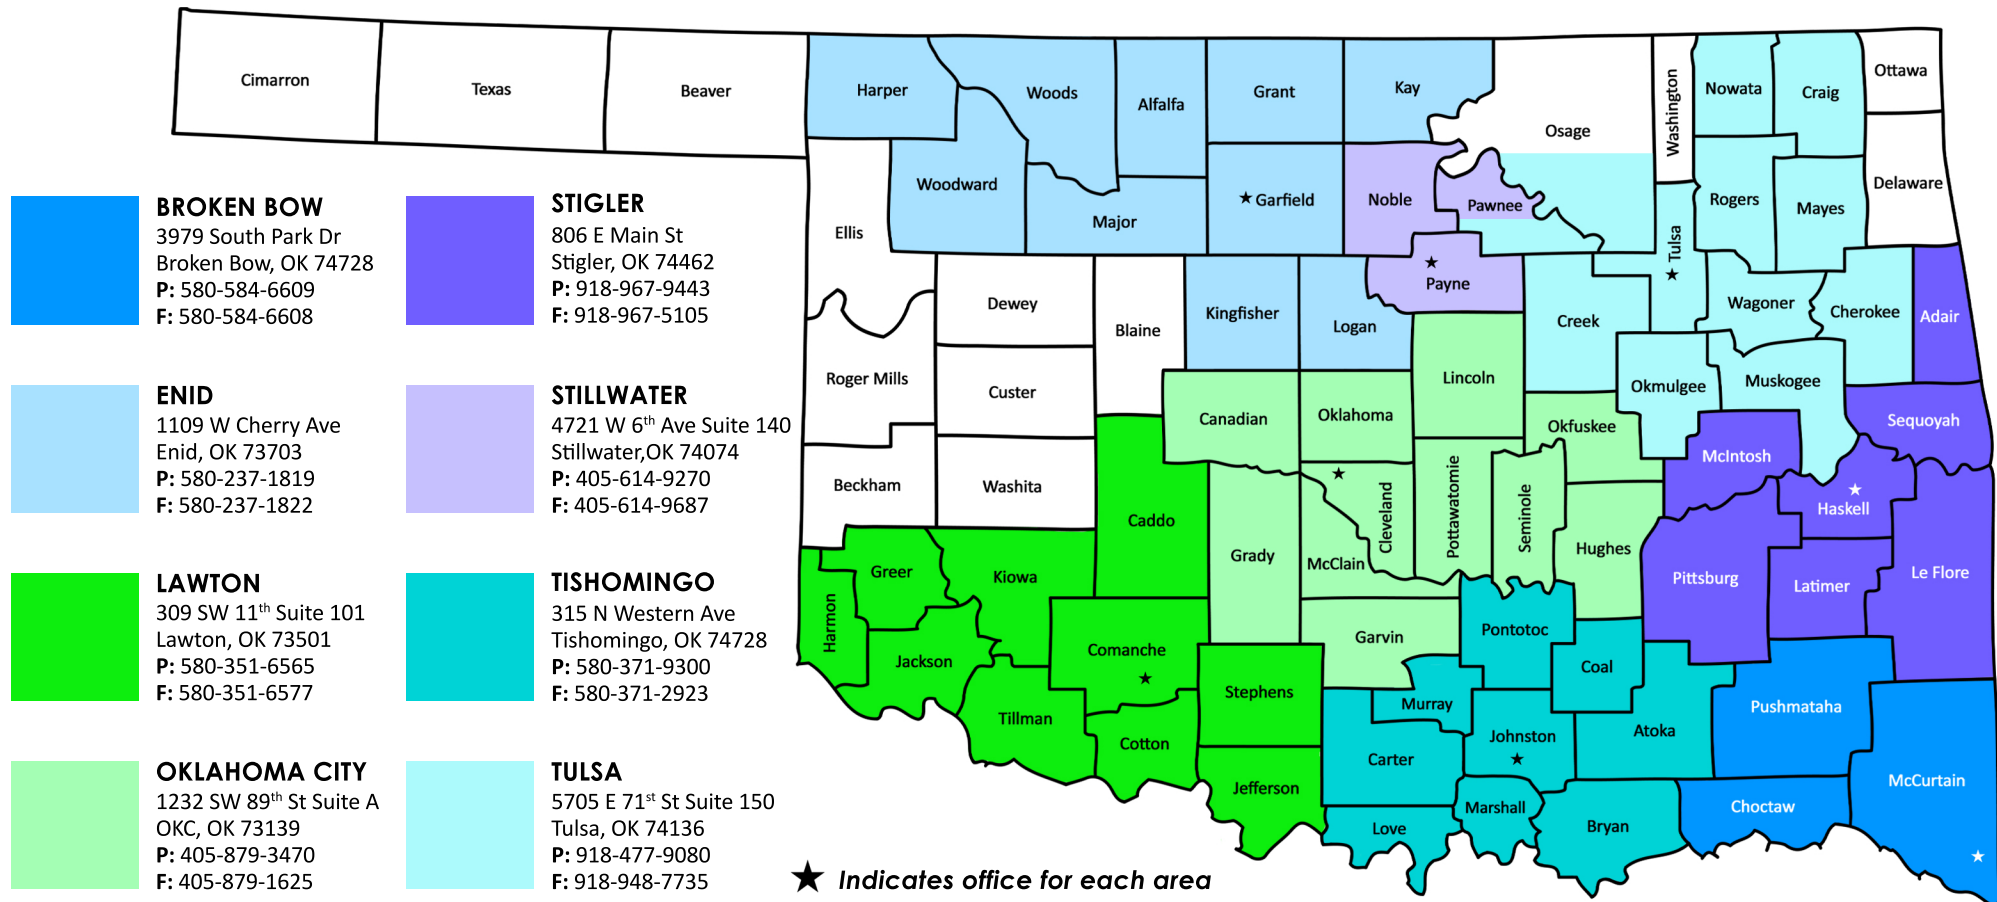 BROKEN BOW
3979 South Park Dr
Broken Bow, OK 74728
P: 580-584-6609
F: 580-584-6608
ENID
1109 W Cherry Ave
Enid, OK 73703
P: 580-237-1819
F: 580-237-1822
LAWTON
309 SW 11th Suite 101
Lawton, OK 73501
P: 580-351-6565
F: 580-351-6577
OKLAHOMA CITY
1232 SW 89th St Suite A
OKC, OK 73139
P: 405-879-3470
F: 405-879-1625
STIGLER
806 E Main St
Stigler, OK 74462
P: 918-967-9443
F: 918-967-5105
STILLWATER
4721 W 6th Ave Suite 140
Stillwater,OK 74074
P: 405-614-9270
F: 405-614-9687
TISHOMINGO
315 N Western Ave
Tishomingo, OK 74728
P: 580-371-9300
F: 580-371-2923
TULSA
5705 E 71st St Suite 150
Tulsa, OK 74136
P: 918-477-9080
F: 918-948-7735
Indicates office for each area
Cimarron
Texas
Beaver
Harper
Woods
Alfalfa
Grant
Kay
Osage
Washington
Nowata
Craig
Ottawa
Delaware
Ellis
Woodward
Major
Garfield
Noble
Pawnee
Tulsa
Rogers
Mayes
Roger Mills
Dewey
Blaine
Kingfisher
Logan
Payne
Creek
Wagoner
Cherokee
Adair
Custer
Canadian
Oklahoma
Lincoln
Okfuskee
Okmulgee
Muskogee
Sequoyah
Beckham
Washita
Caddo
Grady
McClain
Cleveland
Pottawatomie
Seminole
Hughes
McIntosh
Haskell
Pittsburg
Latimer
Le Flore
Harmon
Greer
Kiowa
Jackson
Comanche
Tillman
Cotton
Stephens
Jefferson
Garvin
Pontotoc
Coal
Murray
Carter
Johnston
Atoka
Pushmataha
McCurtain
Love
Marshall
Bryan
Choctaw